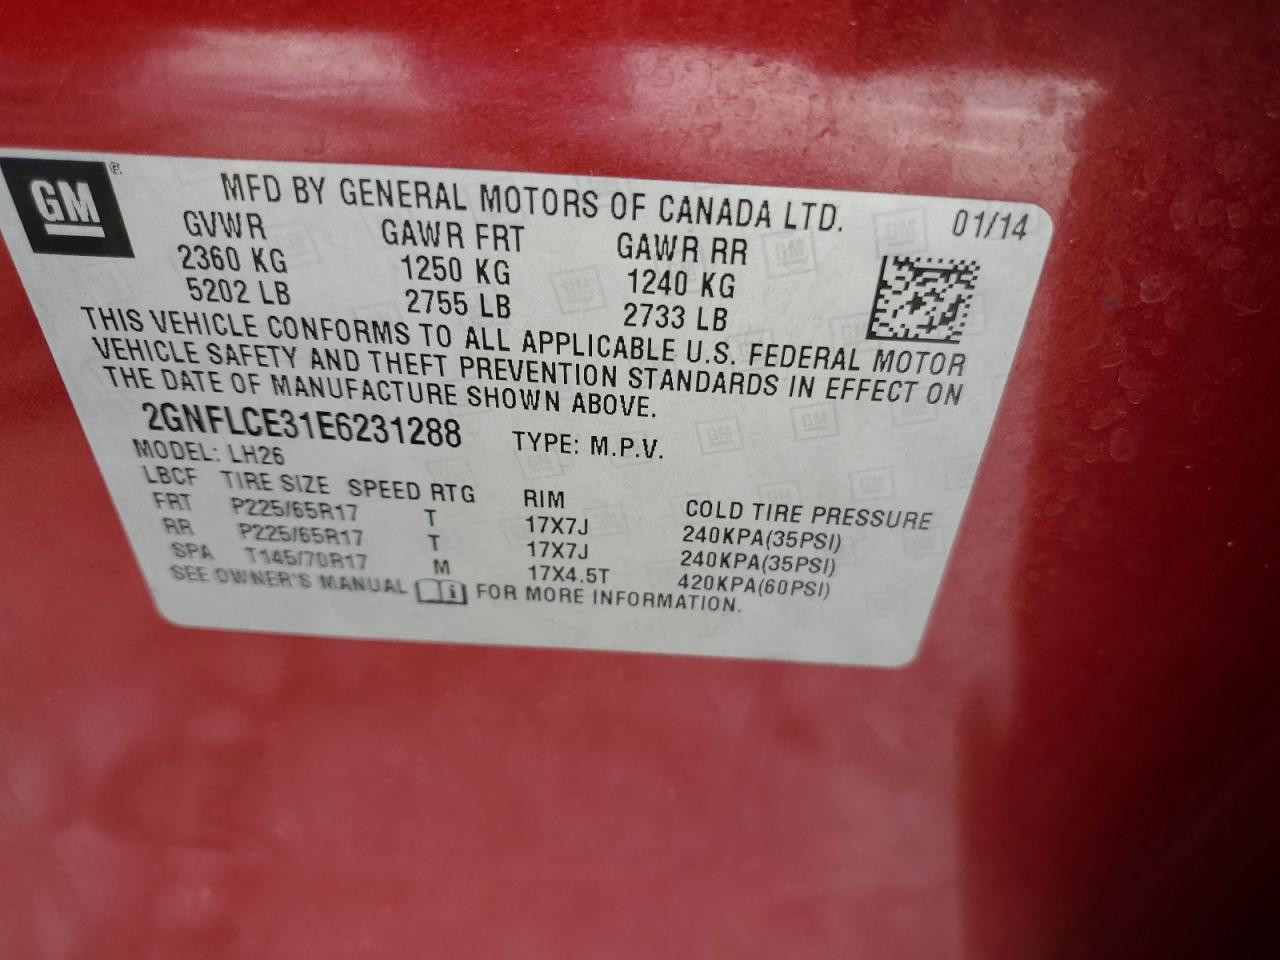 GM
MFD BY GENERAL MOTORS OF CANADA LTD. 01/14
GVWR GAWR FRT GAWR RR
2360 KG 1250 KG 1240 KG
5202 LB 2755 LB 2733 LB
THIS VEHICLE CONFORMS TO ALL APPLICABLE U.S. FEDERAL MOTOR
VEHICLE SAFETY AND THEFT PREVENTION STANDARDS IN EFFECT ON
THE DATE OF MANUFACTURE SHOWN ABOVE.
2GNFLCE31E6231288 TYPE: M.P.V.
MODEL: LH26
LBCF TIRE SIZE SPEED RTG RIM COLD TIRE PRESSURE
FRT P225/65R17 T 17X7J 240KPA(35PSI)
RR P225/65R17 T 17X7J 240KPA(35PSI)
SPA T145/70R17 M 17X4.5T 420KPA(60PSI)
SEE OWNER'S MANUAL FOR MORE INFORMATION.